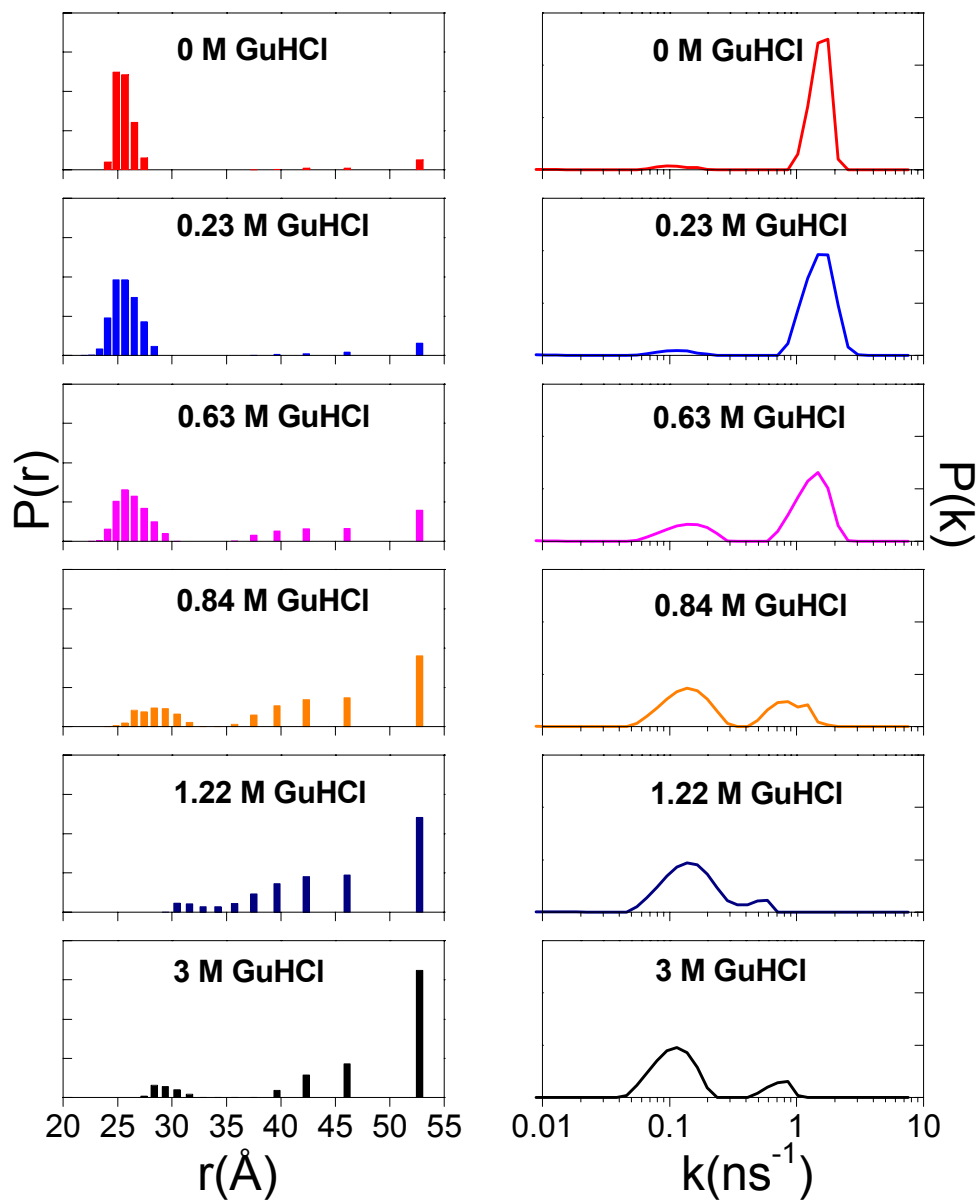 0 M GuHCl
0 M GuHCl
0.23 M GuHCl
0.23 M GuHCl
0.63 M GuHCl
0.63 M GuHCl
P(r)
P(k)
0.84 M GuHCl
0.84 M GuHCl
1.22 M GuHCl
1.22 M GuHCl
3 M GuHCl
3 M GuHCl
20 25 30 35 40 45 50 55
0.01 0.1 1 10
r(Å)
k(ns⁻¹)